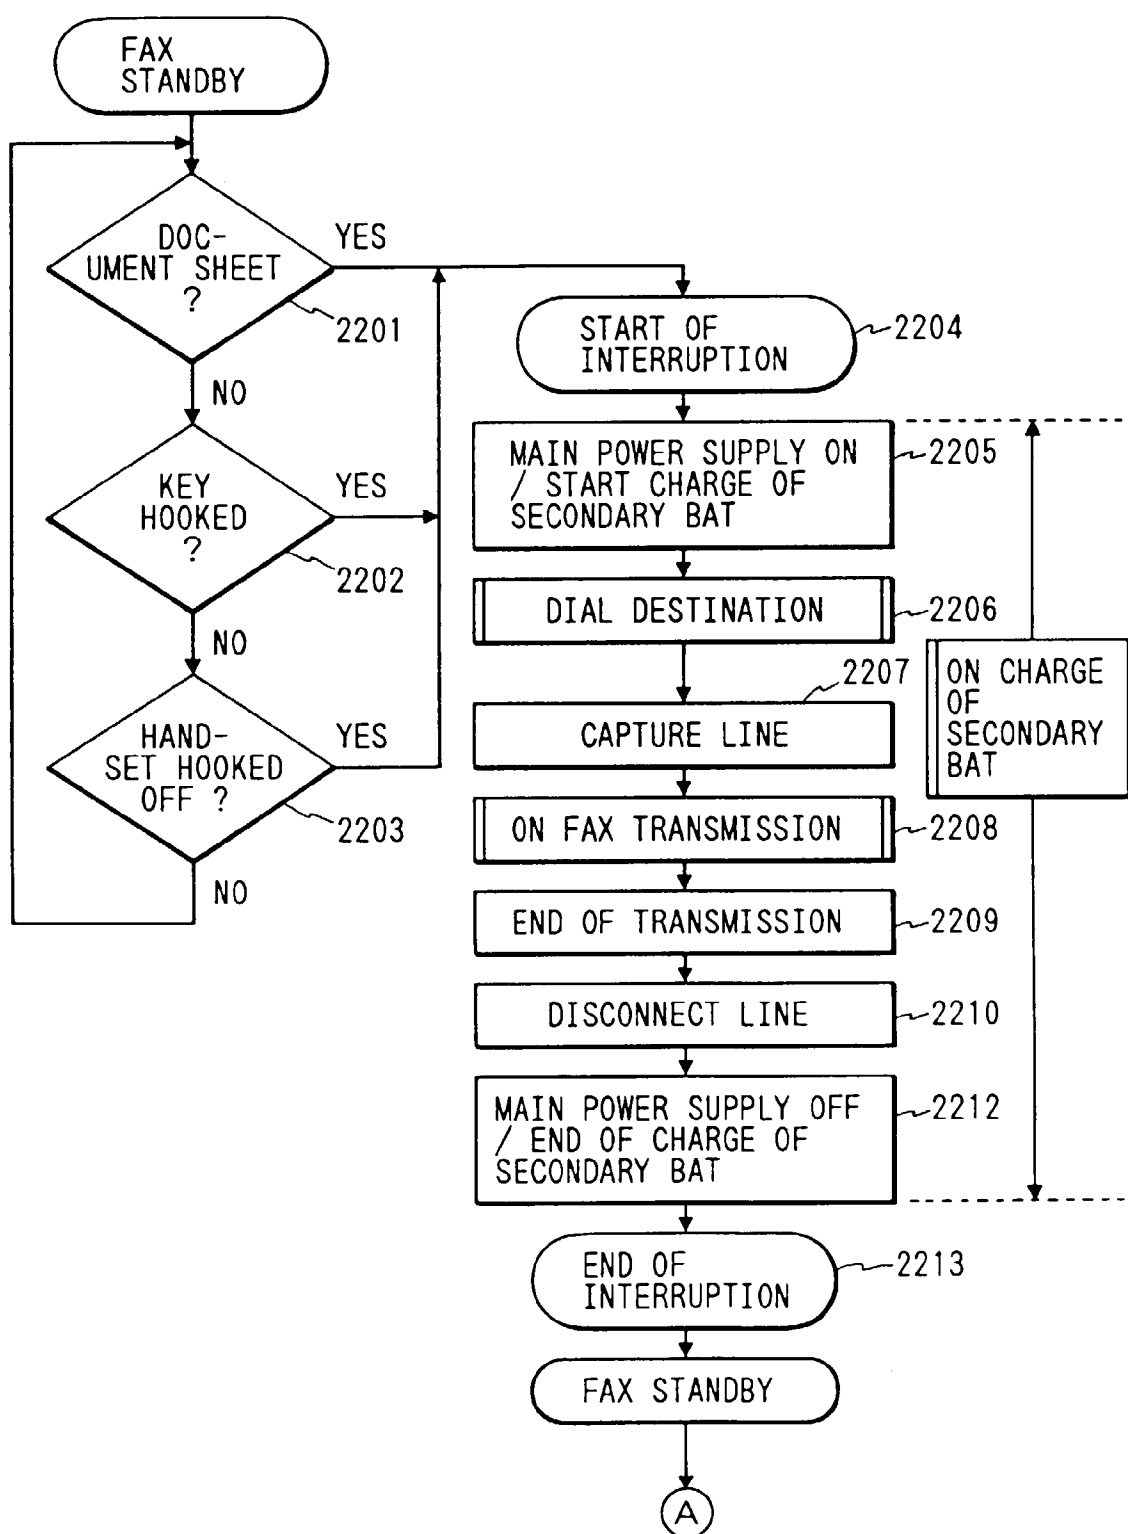 FAX
STANDBY
DOC-
UMENT SHEET
?
YES
2201
NO
KEY
HOOKED
?
YES
2202
NO
HAND-
SET HOOKED
OFF ?
YES
2203
NO
START OF
INTERRUPTION
2204
MAIN POWER SUPPLY ON
/ START CHARGE OF
SECONDARY BAT
2205
DIAL DESTINATION
2206
2207
CAPTURE LINE
ON FAX TRANSMISSION
2208
END OF TRANSMISSION
2209
DISCONNECT LINE
2210
MAIN POWER SUPPLY OFF
/ END OF CHARGE OF
SECONDARY BAT
2212
ON CHARGE
OF
SECONDARY
BAT
END OF
INTERRUPTION
2213
FAX STANDBY
A